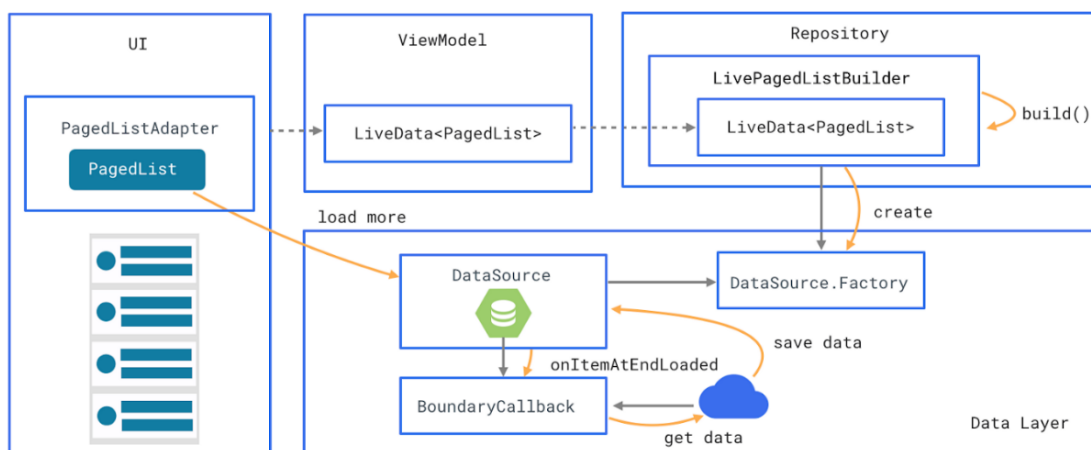 UI
PagedListAdapter
PagedList
ViewModel
LiveData<PagedList>
Repository
LivePagedListBuilder
LiveData<PagedList>
build()
load more
create
DataSource
DataSource.Factory
save data
onItemAtEndLoaded
BoundaryCallback
get data
Data Layer